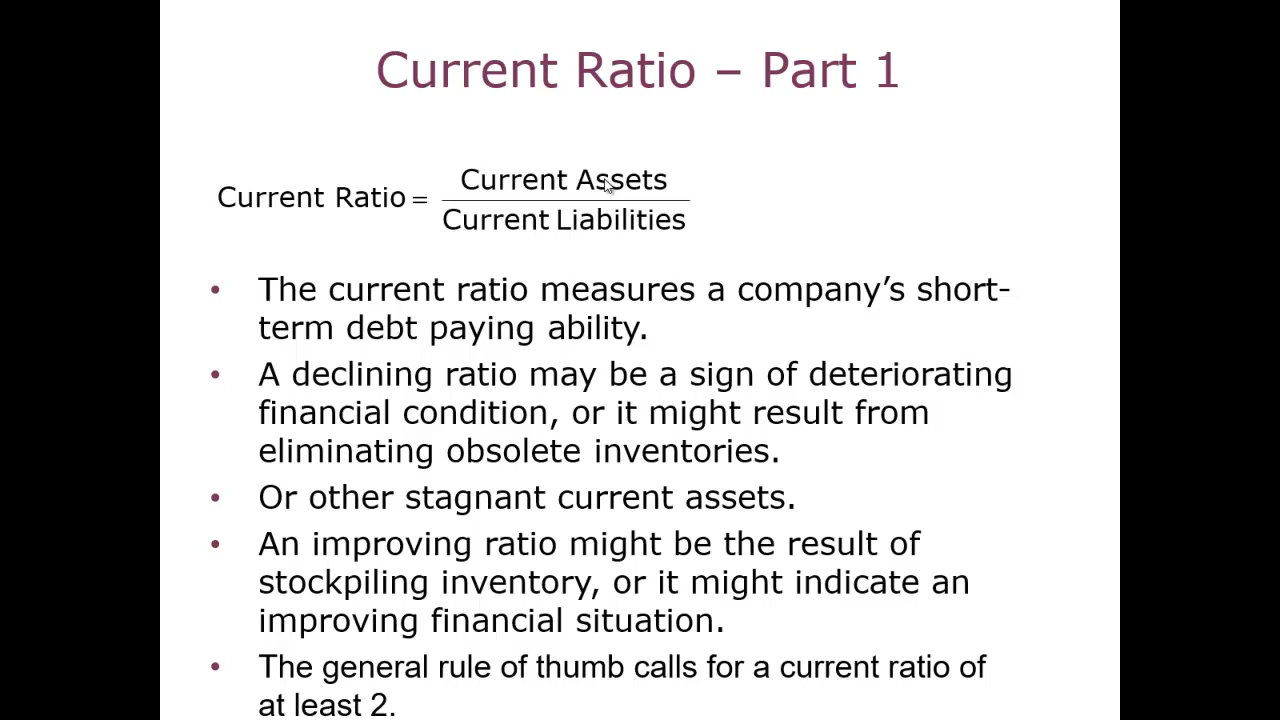 Current Ratio – Part 1
Current Ratio = Current Assets
Current Liabilities
• The current ratio measures a company’s short-
term debt paying ability.
• A declining ratio may be a sign of deteriorating
financial condition, or it might result from
eliminating obsolete inventories.
• Or other stagnant current assets.
• An improving ratio might be the result of
stockpiling inventory, or it might indicate an
improving financial situation.
• The general rule of thumb calls for a current ratio of
at least 2.